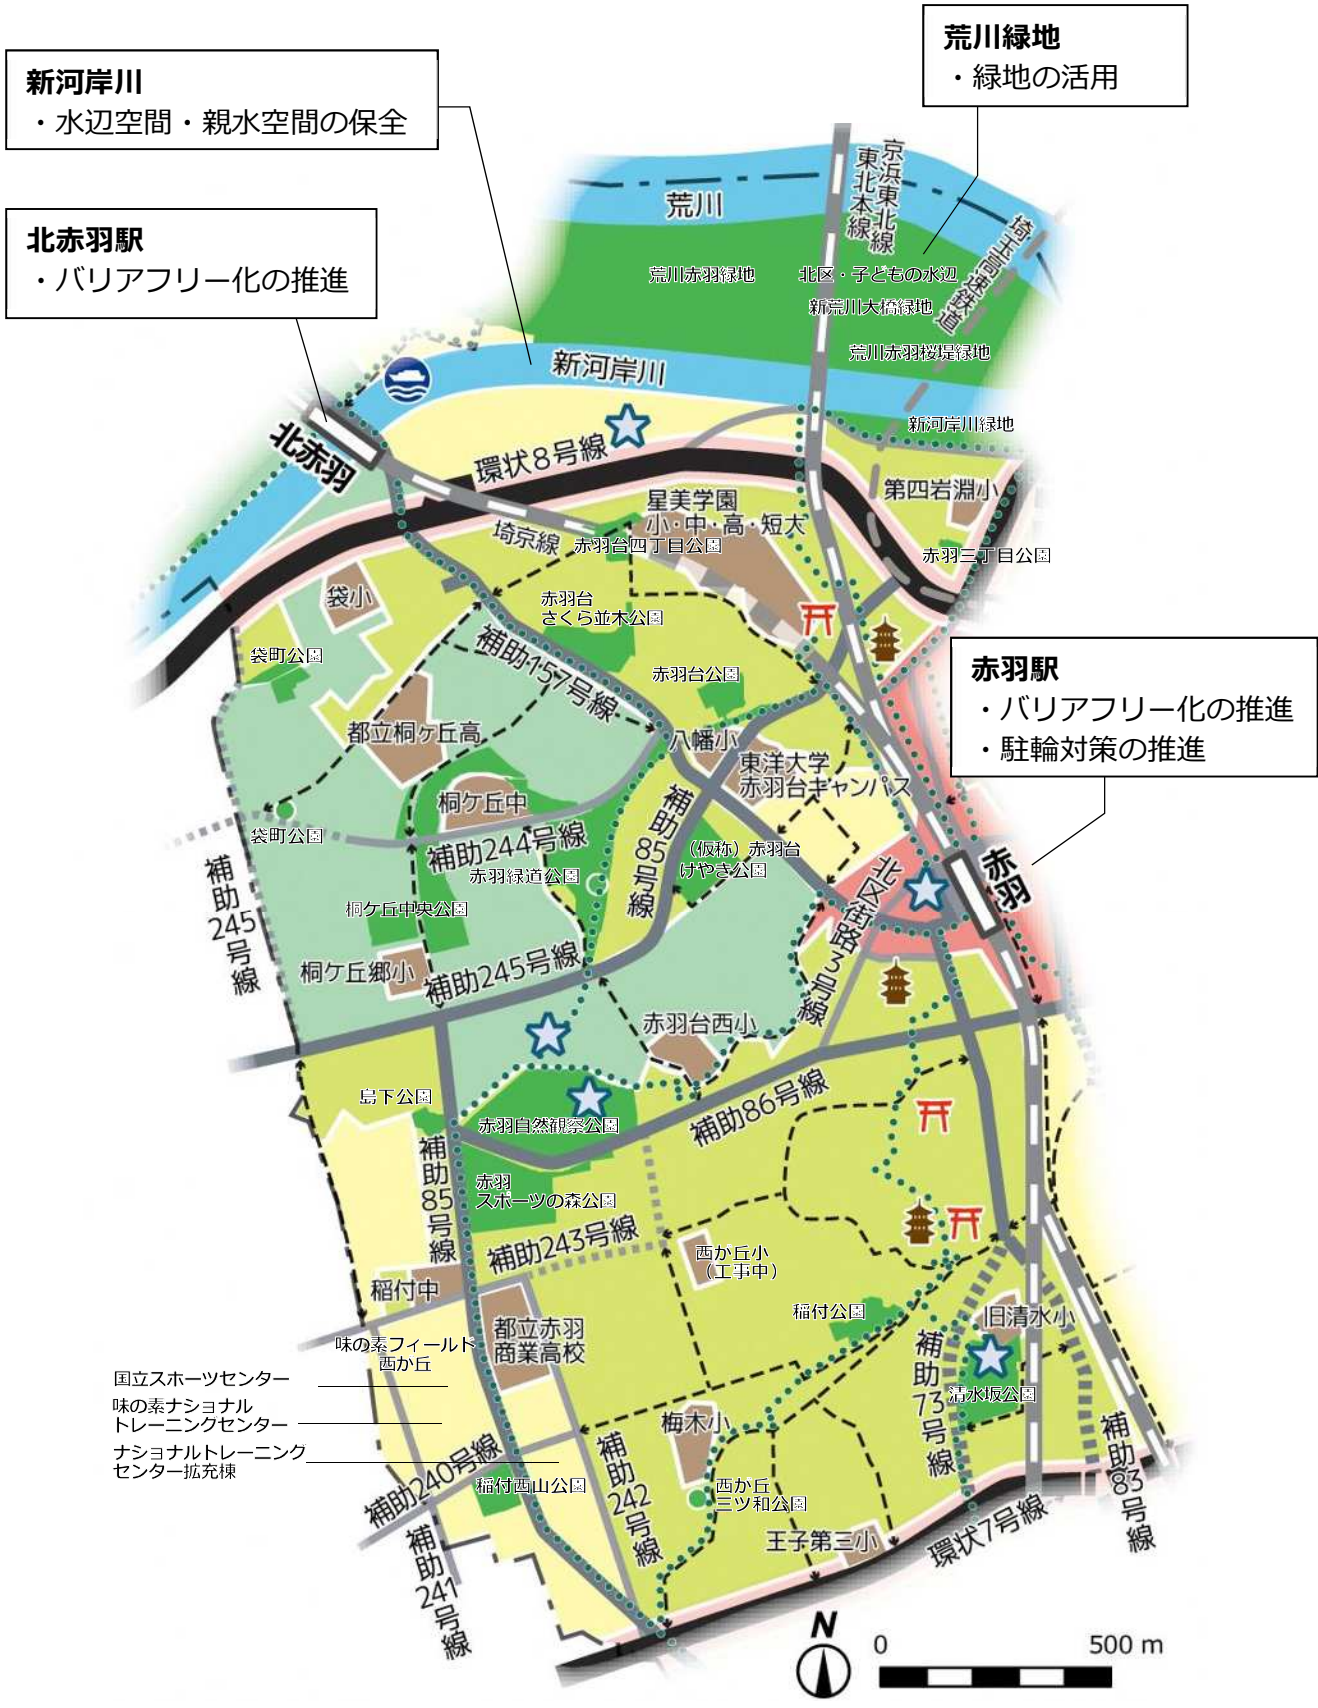 荒川緑地
・緑地の活用
新河岸川
・水辺空間・親水空間の保全
北赤羽駅
・バリアフリー化の推進
京浜東北線
東北本線
荒川
埼玉高速鉄道
荒川赤羽緑地
北区・子どもの水辺
新荒川大橋緑地
荒川赤羽桜堤緑地
新河岸川
新河岸川緑地
北赤羽
環状8号線
第四岩淵小
星美学園
小・中・高・短大
埼京線
赤羽台四丁目公園
赤羽三丁目公園
袋小
赤羽台
さくら並木公園
補助157号線
袋町公園
赤羽台公園
赤羽駅
・バリアフリー化の推進
・駐輪対策の推進
都立桐ヶ丘高
八幡小
東洋大学
赤羽台キャンパス
桐ケ丘中
補助85号線
袋町公園
補助244号線
(仮称)赤羽台
けやき公園
赤羽
補助245号線
赤羽緑道公園
北区街路3号線
桐ケ丘中央公園
桐ケ丘郷小
補助245号線
赤羽台西小
島下公園
赤羽自然観察公園
補助86号線
補助85号線
赤羽
スポーツの森公園
補助243号線
西が丘小
(工事中)
稲付中
稲付公園
旧清水小
都立赤羽
商業高校
味の素フィールド
西が丘
補助73号線
国立スポーツセンター
清水坂公園
味の素ナショナル
トレーニングセンター
梅木小
補助83号線
ナショナルトレーニング
センター拡充棟
補助240号線
補助242号線
稲付西山公園
西が丘
三ツ和公園
補助241号線
王子第三小
環状7号線
N
0
500 m